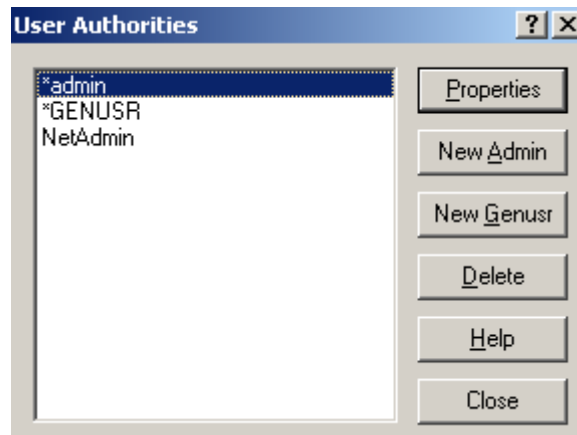 User Authorities
*admin
*GENUSR
NetAdmin
Properties
New Admin
New Genusr
Delete
Help
Close